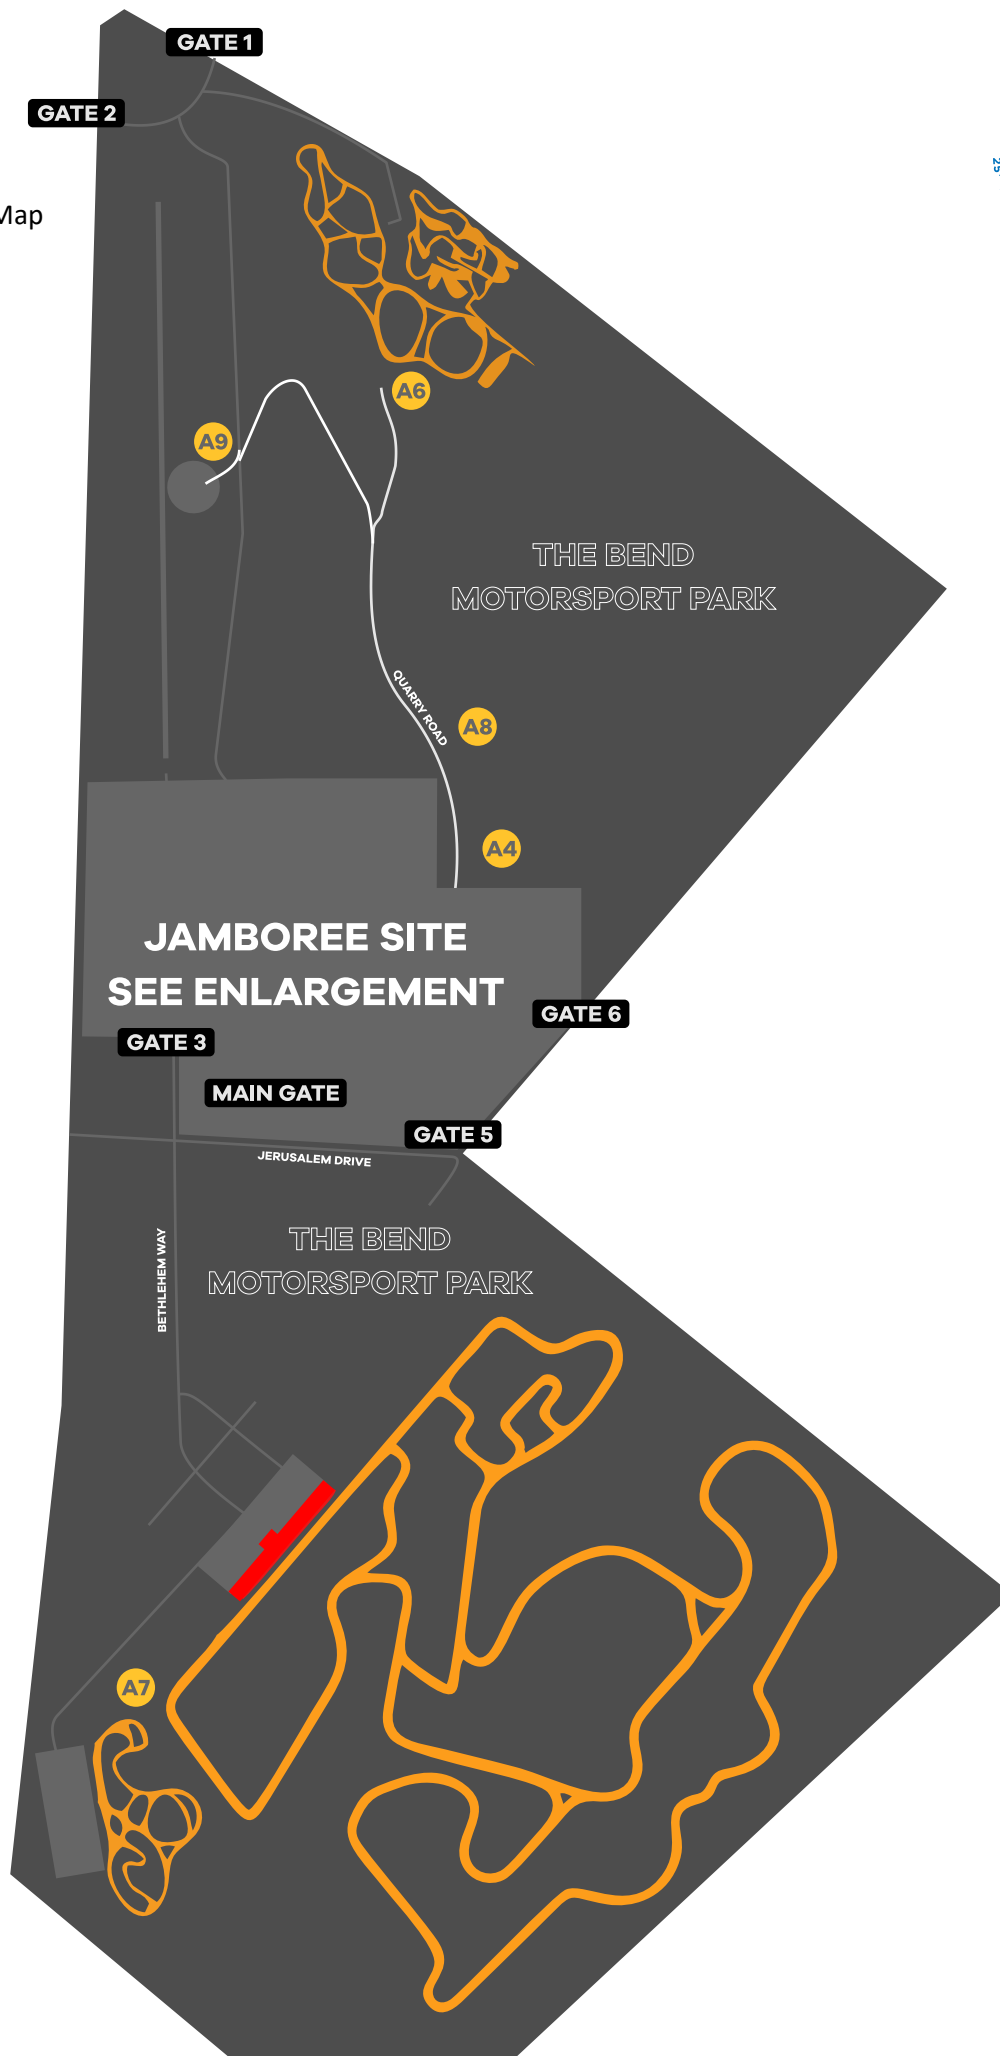 GATE 1
GATE 2
Map
25
A6
A9
THE BEND
MOTORSPORT PARK
QUARRY ROAD
A8
A4
JAMBOREE SITE
SEE ENLARGEMENT
GATE 6
GATE 3
MAIN GATE
GATE 5
JERUSALEM DRIVE
THE BEND
MOTORSPORT PARK
BETHLEHEM WAY
A7